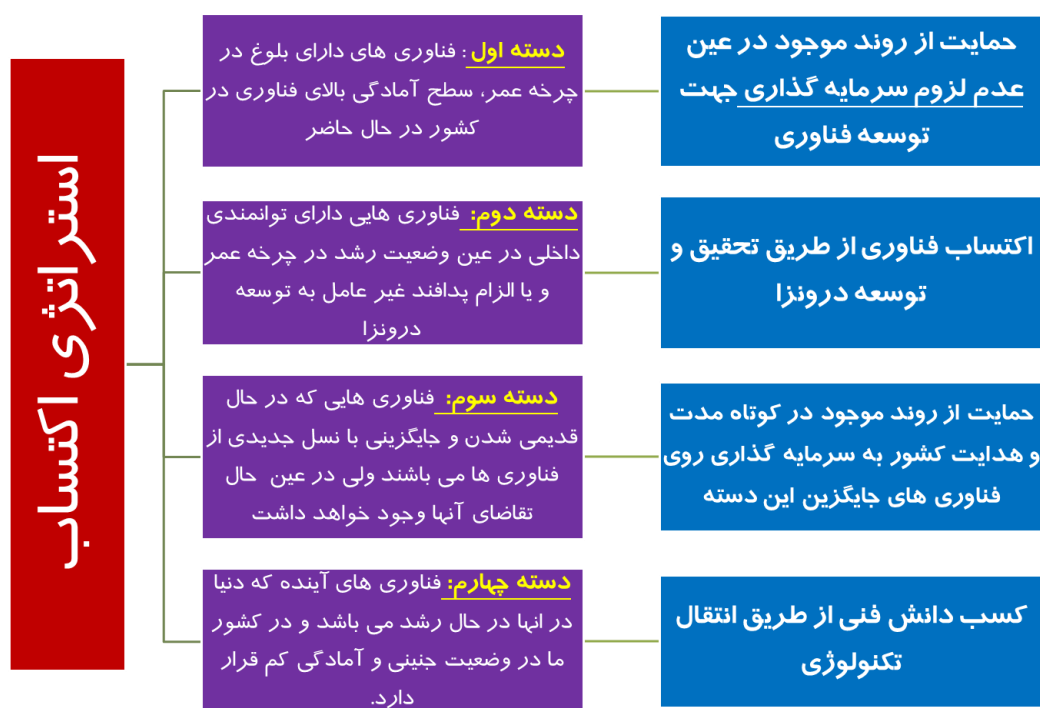 استراتژی اکتساب
دسته اول: فناوری های دارای بلوغ در
چرخه عمر، سطح آمادگی بالای فناوری در
کشور در حال حاضر
حمایت از روند موجود در عین
عدم لزوم سرمایه گذاری جهت
توسعه فناوری
دسته دوم: فناوری هایی دارای توانمندی
داخلی در عین وضعیت رشد در چرخه عمر
و یا الزام پدافند غیر عامل به توسعه
درونزا
اکتساب فناوری از طریق تحقیق و
توسعه درونزا
دسته سوم: فناوری هایی که در حال
قدیمی شدن و جایگزینی با نسل جدیدی از
فناوری ها می باشند ولی در عین حال
تقاضای آنها وجود خواهد داشت
حمایت از روند موجود در کوتاه مدت
و هدایت کشور به سرمایه گذاری روی
فناوری های جایگزین این دسته
دسته چهارم: فناوری های آینده که دنیا
در انها در حال رشد می باشد و در کشور
ما در وضعیت جنینی و آمادگی کم قرار
دارد.
کسب دانش فنی از طریق انتقال
تکنولوژی